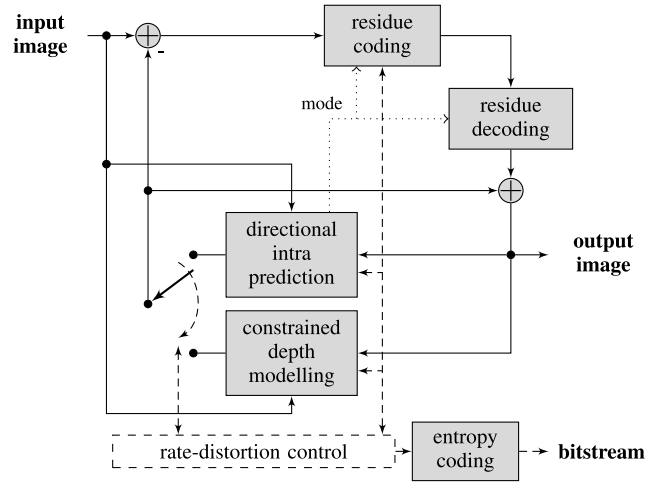 input
image
residue
coding
mode
residue
decoding
directional
intra
prediction
output
image
constrained
depth
modelling
rate-distortion control
entropy
coding
bitstream